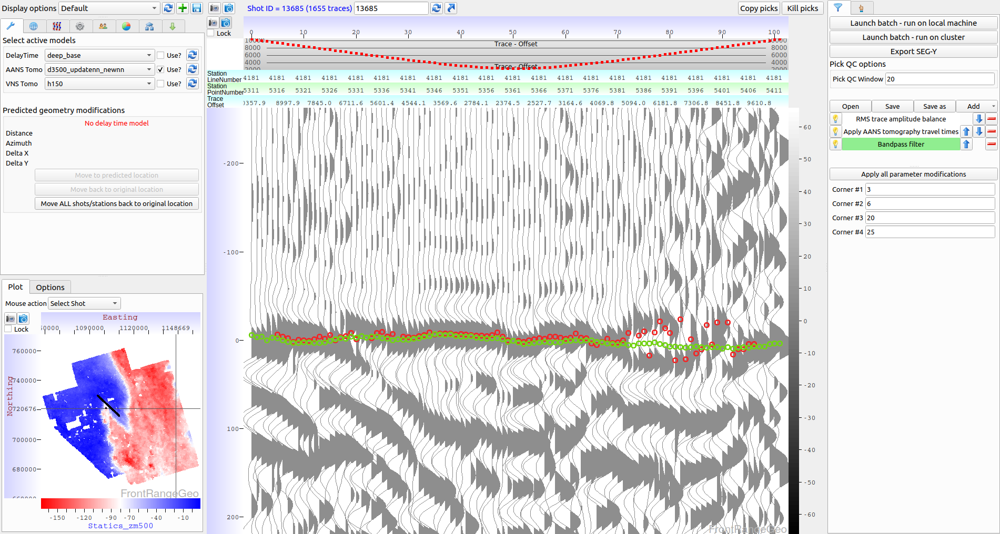 Display options Default
Shot ID = 13685 (1655 traces) 13685
Copy picks Kill picks
Lock
Select active models
DelayTime deep_base Use?
AANS Tomo d3500_updatenn_newnn Use?
VNS Tomo h150 Use?
Predicted geometry modifications
No delay time model
Distance
Azimuth
Delta X
Delta Y
Move to predicted location
Move back to original location
Move ALL shots/stations back to original location
Plot Options
Mouse action Select Shot
Lock
Easting
1090000 1120000 1148669
Northing
760000
740000
720676
700000
680000
FrontRangeGeo
-150 -120 -90 -70 -40 -10
Statics_zm500
0 10 20 30 40 50 60 70 80 90 100
Trace - Offset
10000 10000
8000 8000
6000 6000
4000 4000
2000 2000
Trace - Offset
Station
LineNumber
4181 4181 4181 4181 4181 4181 4181 4181 4181 4181 4181 4181 4181 4181 4181 4181 4181 4181 4181 4181 4181
Station
PointNumber
5311 5316 5321 5326 5331 5336 5341 5346 5351 5356 5361 5366 5371 5376 5381 5386 5391 5396 5401 5406 5411
Trace
Offset
0357.9 8997.9 7845.0 6711.6 5601.4 4544.1 3569.6 2784.1 2374.5 2527.7 3164.6 4069.8 5094.0 6181.8 7306.8 8451.8 9610.8
-200
-100
0
100
200
60
50
40
30
20
10
0
-10
-20
-30
-40
-50
-60
FrontRangeGeo
Launch batch - run on local machine
Launch batch - run on cluster
Export SEG-Y
Pick QC options
Pick QC Window 20
Open Save Save as Add
RMS trace amplitude balance
Apply AANS tomography travel times
Bandpass filter
Apply all parameter modifications
Corner #1 3
Corner #2 6
Corner #3 20
Corner #4 25